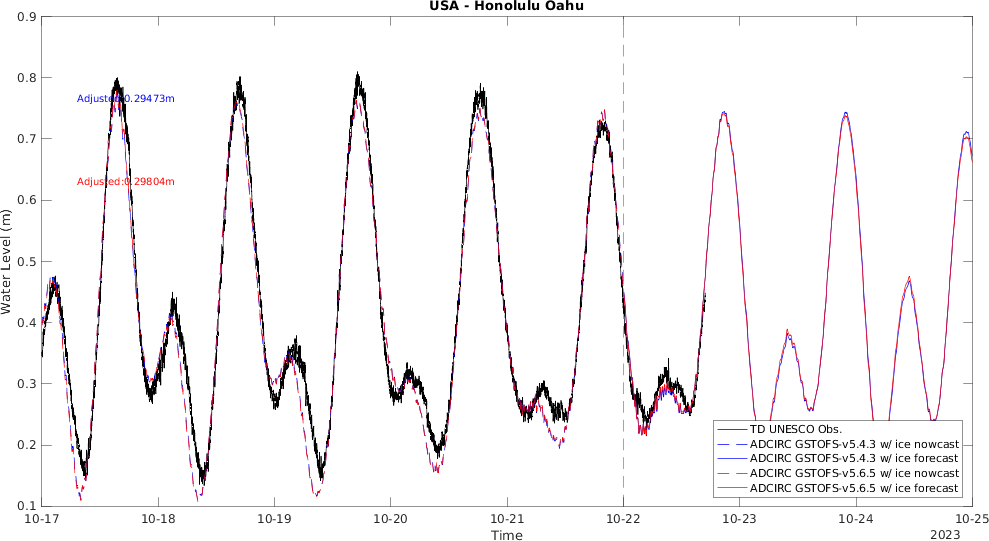 USA - Honolulu Oahu
0.9
0.8
0.7
0.6
0.5
0.4
0.3
0.2
0.1
Water Level (m)
Adjusted:0.29473m
Adjusted:0.29804m
TD UNESCO Obs.
ADCIRC GSTOFS-v5.4.3 w/ ice nowcast
ADCIRC GSTOFS-v5.4.3 w/ ice forecast
ADCIRC GSTOFS-v5.6.5 w/ ice nowcast
ADCIRC GSTOFS-v5.6.5 w/ ice forecast
10-17 10-18 10-19 10-20 10-21 10-22 10-23 10-24 10-25
Time
2023